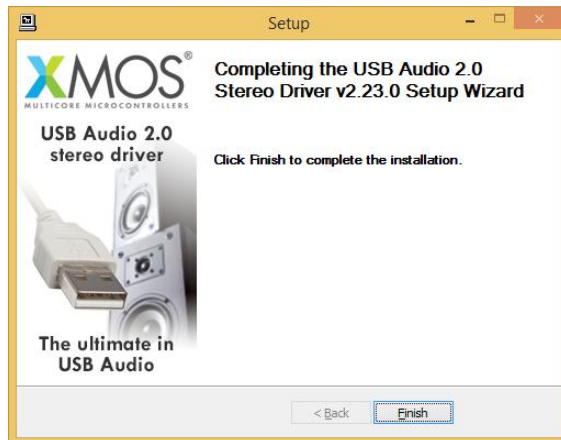 Setup
XMOS®
MULTICORE MICROCONTROLLERS
USB Audio 2.0
stereo driver
The ultimate in
USB Audio
Completing the USB Audio 2.0
Stereo Driver v2.23.0 Setup Wizard
Click Finish to complete the installation.
< Back
Finish